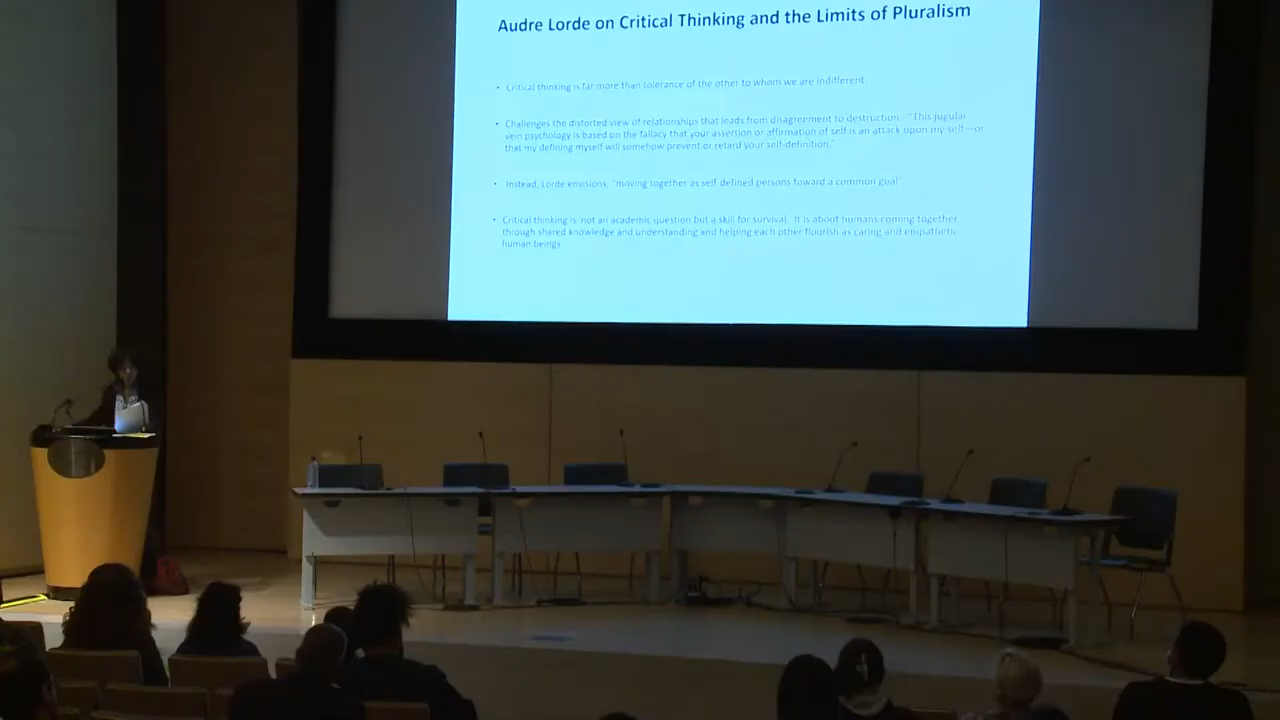 Audre Lorde on Critical Thinking and the Limits of Pluralism
• Critical thinking is far more than tolerance of the other to whom we are indifferent.
• Challenges the distorted view of relationships that leads from disagreement to destruction. "This jugular
vein psychology is based on the fallacy that your assertion or affirmation of self is an attack upon my self—or
that my defining myself will somehow prevent or retard your self-definition."
• Instead, Lorde envisions, "moving together as self-defined persons toward a common goal".
• Critical thinking is not an academic question but a skill for survival. It is about humans coming together
through shared knowledge and understanding and helping each other flourish as caring and empathetic
human beings